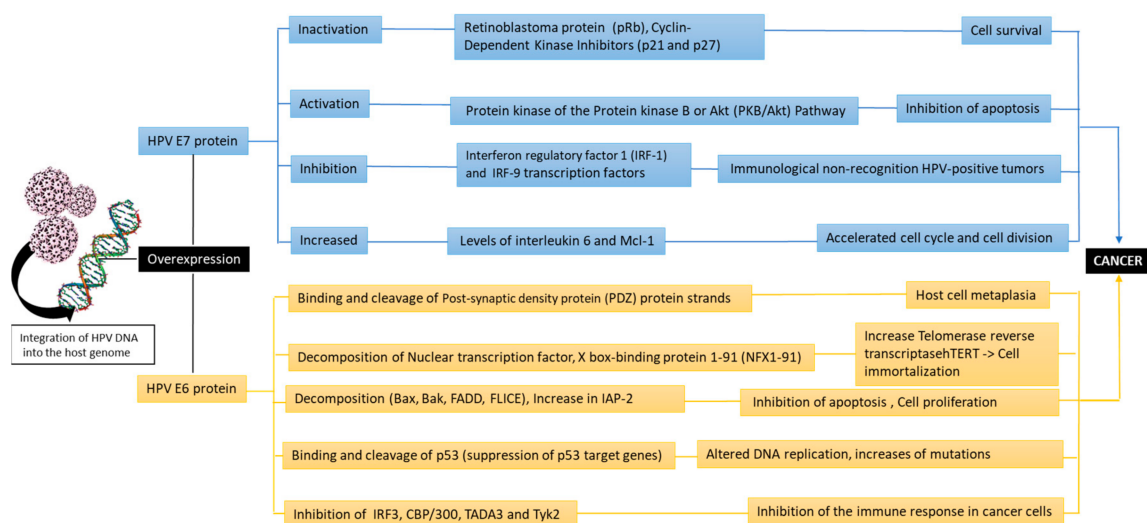 Inactivation
Retinoblastoma protein (pRb), Cyclin-
Dependent Kinase Inhibitors (p21 and p27)
Cell survival
Activation
Protein kinase of the Protein kinase B or Akt (PKB/Akt) Pathway
Inhibition of apoptosis
HPV E7 protein
Inhibition
Interferon regulatory factor 1 (IRF-1)
and IRF-9 transcription factors
Immunological non-recognition HPV-positive tumors
Increased
Levels of interleukin 6 and Mcl-1
Accelerated cell cycle and cell division
Overexpression
CANCER
Integration of HPV DNA
into the host genome
HPV E6 protein
Binding and cleavage of Post-synaptic density protein (PDZ) protein strands
Host cell metaplasia
Decomposition of Nuclear transcription factor, X box-binding protein 1-91 (NFX1-91)
Increase Telomerase reverse
transcriptasehTERT -> Cell
immortalization
Decomposition (Bax, Bak, FADD, FLICE), Increase in IAP-2
Inhibition of apoptosis , Cell proliferation
Binding and cleavage of p53 (suppression of p53 target genes)
Altered DNA replication, increases of mutations
Inhibition of IRF3, CBP/300, TADA3 and Tyk2
Inhibition of the immune response in cancer cells